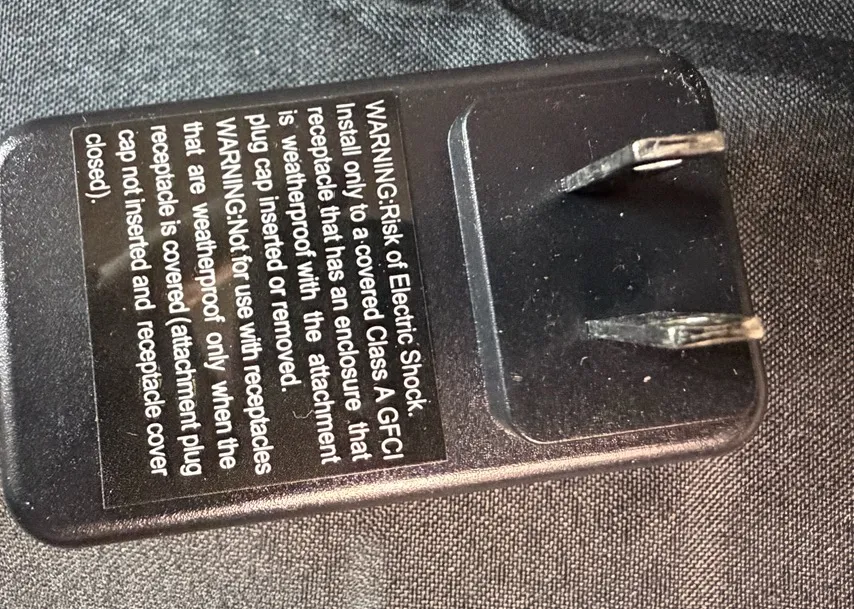 WARNING:Risk of Electric Shock.
Install only to a covered Class A GFCI
receptacle that has an enclosure that
is weatherproof with the attachment
plug cap inserted or removed.
WARNING:Not for use with receptacles
that are weatherproof only when the
receptacle is covered (attachment plug
cap not inserted and receptacle cover
closed).